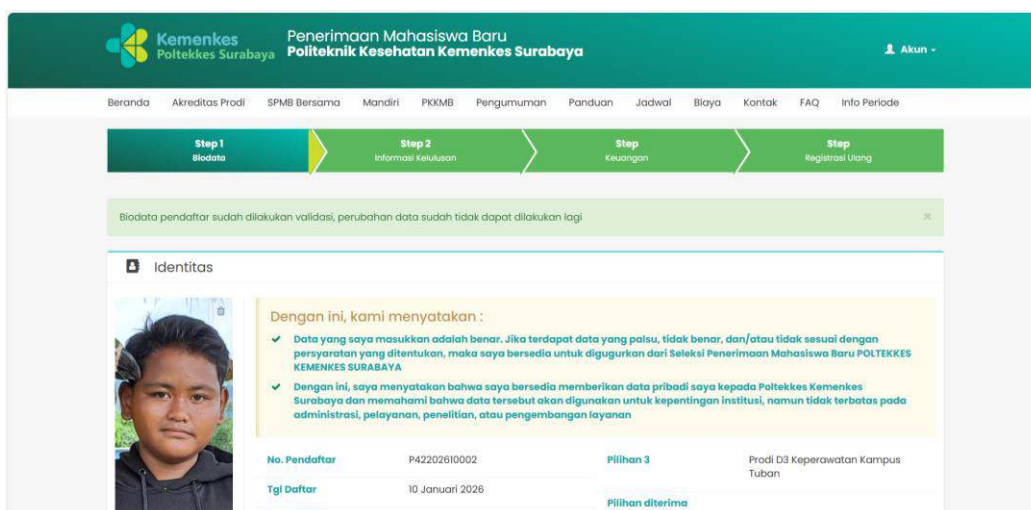 Kemenkes
Poltekkes Surabaya
Penerimaan Mahasiswa Baru
Politeknik Kesehatan Kemenkes Surabaya
Akun
Beranda Akreditas Prodi SPMB Bersama Mandiri PKKMB Pengumuman Panduan Jadwal Biaya Kontak FAQ Info Periode
Step 1
Biodata
Step 2
Informasi Kelulusan
Step
Keuangan
Step
Registrasi Ulang
Biodata pendaftar sudah dilakukan validasi, perubahan data sudah tidak dapat dilakukan lagi
Identitas
Dengan ini, kami menyatakan :
Data yang saya masukkan adalah benar. Jika terdapat data yang palsu, tidak benar, dan/atau tidak sesuai dengan
persyaratan yang ditentukan, maka saya bersedia untuk digugurkan dari Seleksi Penerimaan Mahasiswa Baru POLTEKKES
KEMENKES SURABAYA
Dengan ini, saya menyatakan bahwa saya bersedia memberikan data pribadi saya kepada Poltekkes Kemenkes
Surabaya dan memahami bahwa data tersebut akan digunakan untuk kepentingan institusi, namun tidak terbatas pada
administrasi, pelayanan, penelitian, atau pengembangan layanan
No. Pendaftar P42202610002
Pilihan 3 Prodi D3 Keperawatan Kampus
Tuban
Tgl Daftar 10 Januari 2026
Pilihan diterima